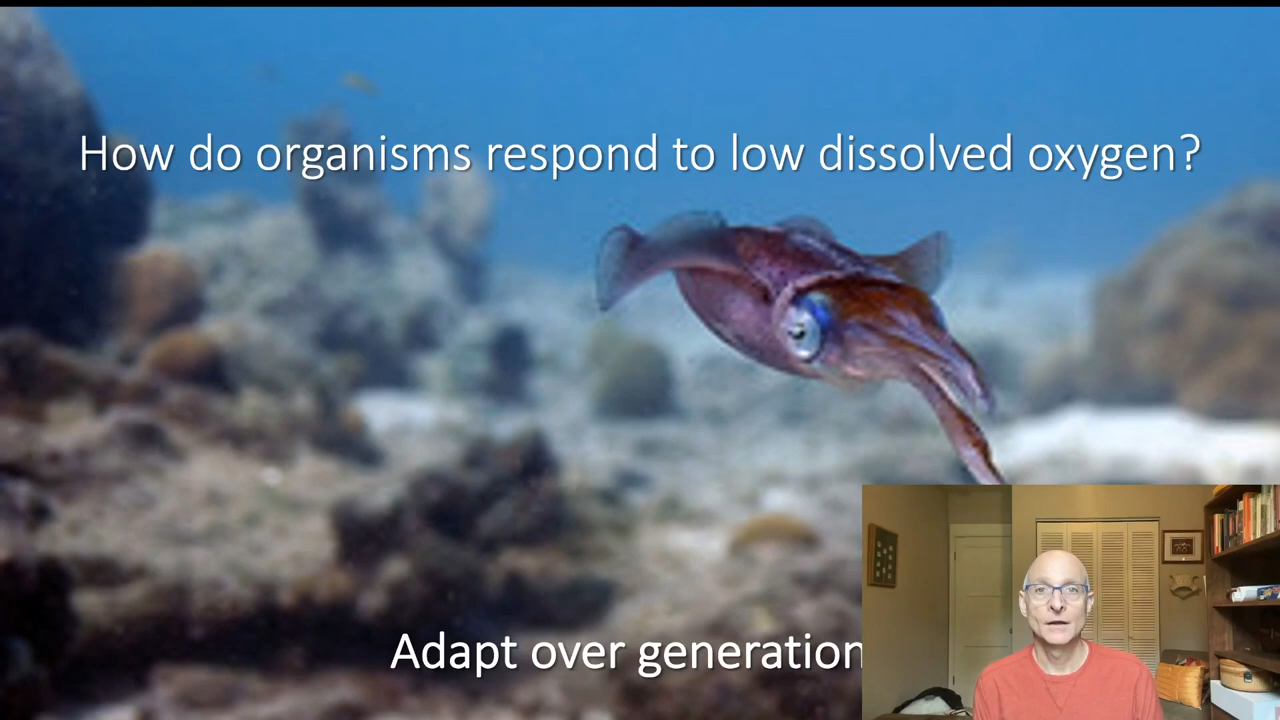 How do organisms respond to low dissolved oxygen?
Adapt over generation